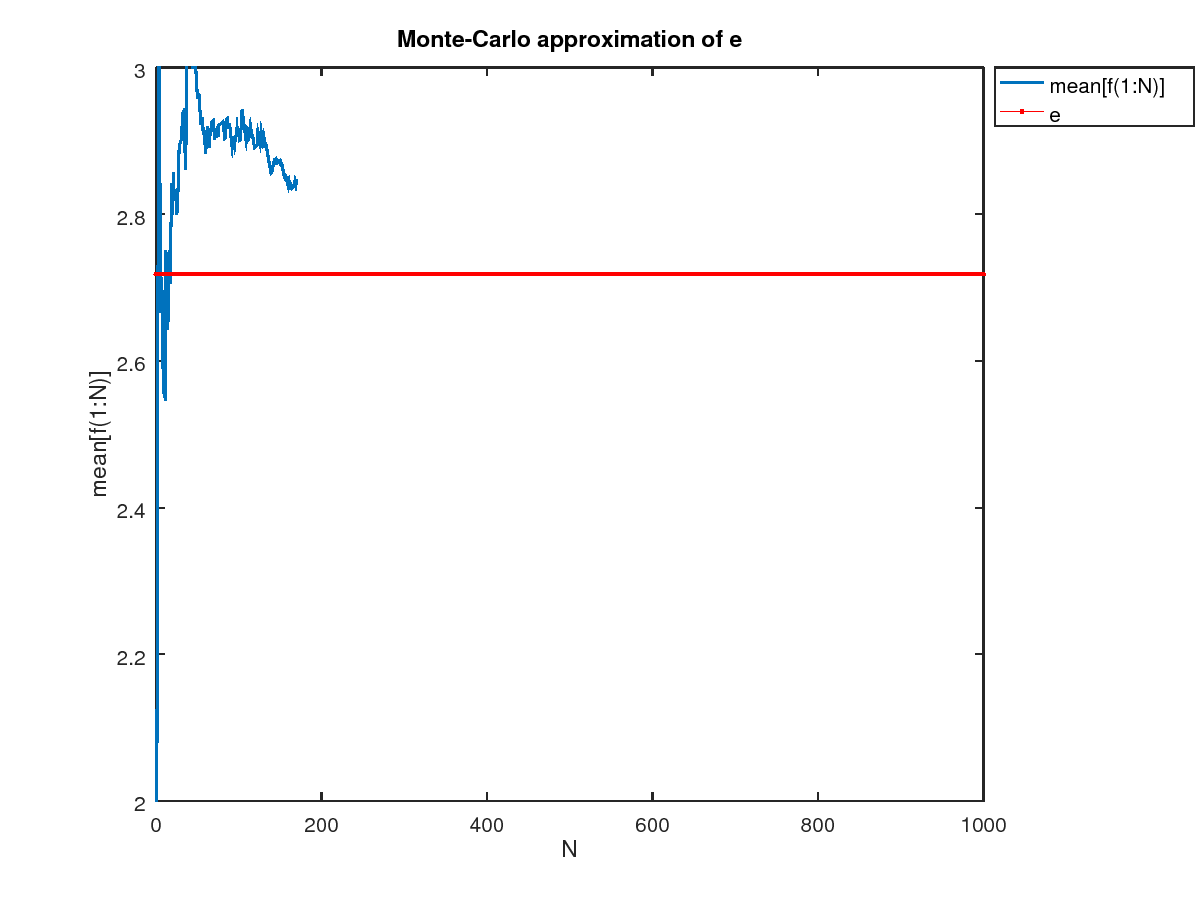 Monte-Carlo approximation of e
mean[f(1:N)]
e
3
2.8
2.6
2.4
2.2
2
mean[f(1:N)]
0
200
400
600
800
1000
N